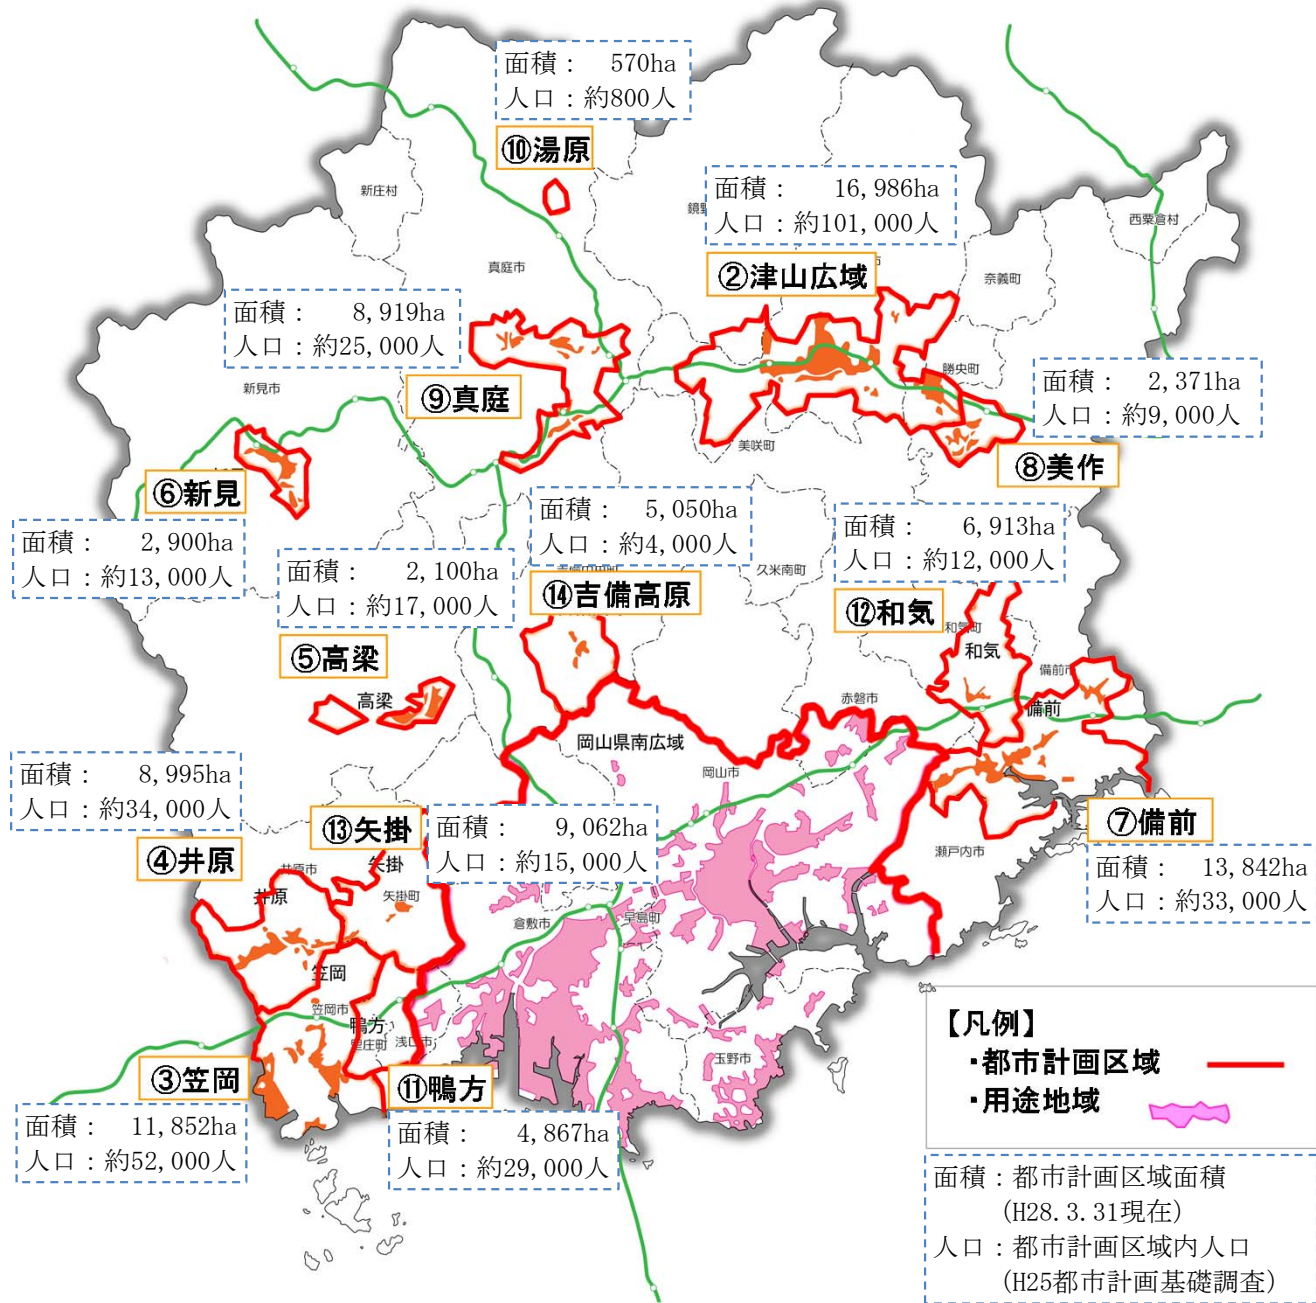 面積： 570ha
人口：約800人
⑩湯原
新庄村
面積： 16,986ha
人口：約101,000人
②津山広域
西粟倉村
奈義町
真庭市
面積： 8,919ha
人口：約25,000人
⑨真庭
新見市
勝央町
面積： 2,371ha
人口：約9,000人
⑧美作
美咲町
⑥新見
面積： 2,900ha
人口：約13,000人
面積： 5,050ha
人口：約4,000人
⑭吉備高原
面積： 6,913ha
人口：約12,000人
⑫和気
久米南町
面積： 2,100ha
人口：約17,000人
⑤高梁
高梁
和気町
和気
備前市
備前
赤磐市
岡山県南広域
岡山市
面積： 8,995ha
人口：約34,000人
④井原
⑬矢掛
面積： 9,062ha
人口：約15,000人
矢掛
矢掛町
井原市
井原
⑦備前
面積： 13,842ha
人口：約33,000人
瀬戸内市
倉敷市
早島町
笠岡
笠岡市
鴨方
里庄町
浅口市
玉野市
③笠岡
面積： 11,852ha
人口：約52,000人
⑪鴨方
面積： 4,867ha
人口：約29,000人
【凡例】
・都市計画区域
・用途地域
面積：都市計画区域面積
(H28.3.31現在)
人口：都市計画区域内人口
(H25都市計画基礎調査)